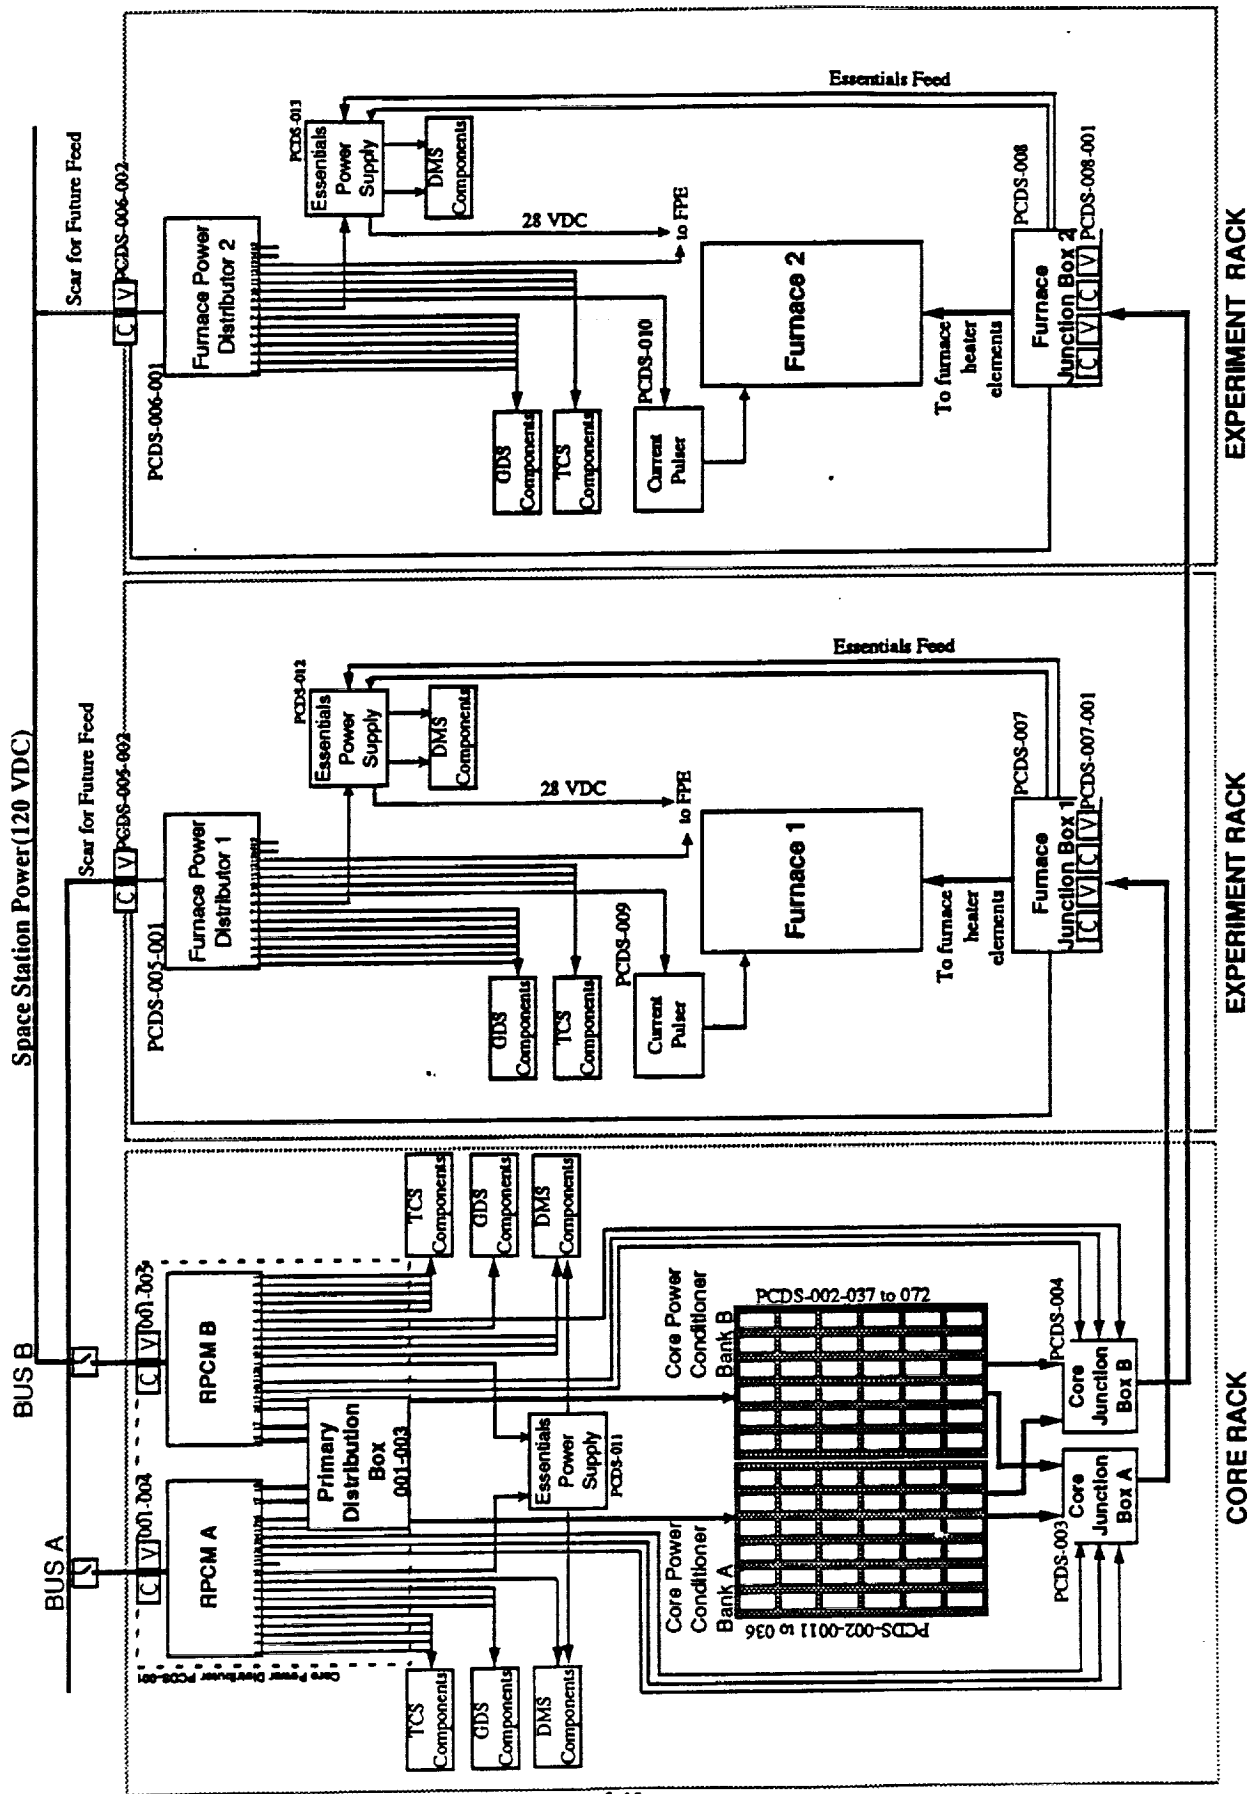 Space Station Power(120 VDC)
BUS A
BUS B
Scar for Future Feed
Scar for Future Feed
C V 001-004
C V 001-005
C V PCDS-005-002
C V PCDS-006-002
Core Power Distributor PCDS-001
RPCM A
RPCM B
Primary
Distribution
Box
001-003
TCS
Components
GDS
Components
DMS
Components
TCS
Components
GDS
Components
DMS
Components
Essentials
Power
Supply
PCDS-011
Core Power
Conditioner
Bank A
PCDS-002-0011 to 036
Core Power
Conditioner
Bank B
PCDS-002-037 to 072
PCDS-003
Core
Junction
Box A
PCDS-004
Core
Junction
Box B
CORE RACK
PCDS-005-001
Furnace Power
Distributor 1
PCDS-012
Essentials
Power
Supply
DMS
Components
Essentials Feed
28 VDC
to FPE
GDS
Components
TCS
Components
PCDS-009
Current
Pulser
Furnace 1
To furnace
heater
elements
PCDS-007
Furnace
Junction Box 1
C V C V
PCDS-007-001
EXPERIMENT RACK
PCDS-006-001
Furnace Power
Distributor 2
PCDS-013
Essentials
Power
Supply
DMS
Components
Essentials Feed
28 VDC
to FPE
GDS
Components
TCS
Components
PCDS-010
Current
Pulser
Furnace 2
To furnace
heater
elements
PCDS-008
Furnace
Junction Box 2
C V C V
PCDS-008-001
EXPERIMENT RACK